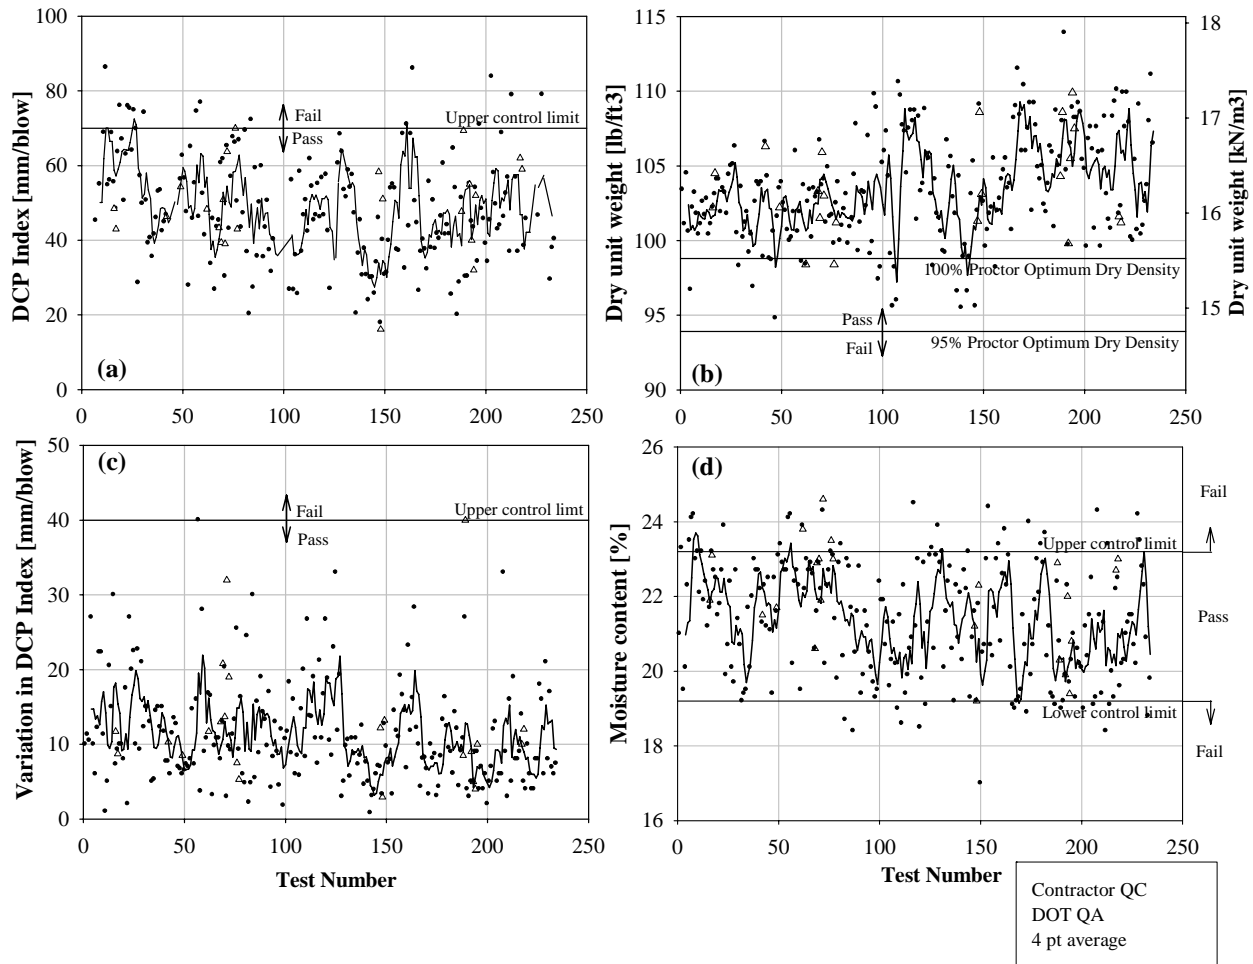 100
80
60
40
20
0
DCP Index [mm/blow]
Fail
Pass
Upper control limit
(a)
0 50 100 150 200 250
115
110
105
100
95
90
Dry unit weight [lb/ft3]
18
17
16
15
Dry unit weight [kN/m3]
100% Proctor Optimum Dry Density
Pass
Fail
95% Proctor Optimum Dry Density
(b)
0 50 100 150 200 250
50
40
30
20
10
0
Variation in DCP Index [mm/blow]
(c)
Fail
Pass
Upper control limt
0 50 100 150 200 250
Test Number
26
24
22
20
18
16
Moisture content [%]
(d)
Fail
Upper control limit
Pass
Lower control limit
Fail
0 50 100 150 200 250
Test Number
Contractor QC
DOT QA
4 pt average